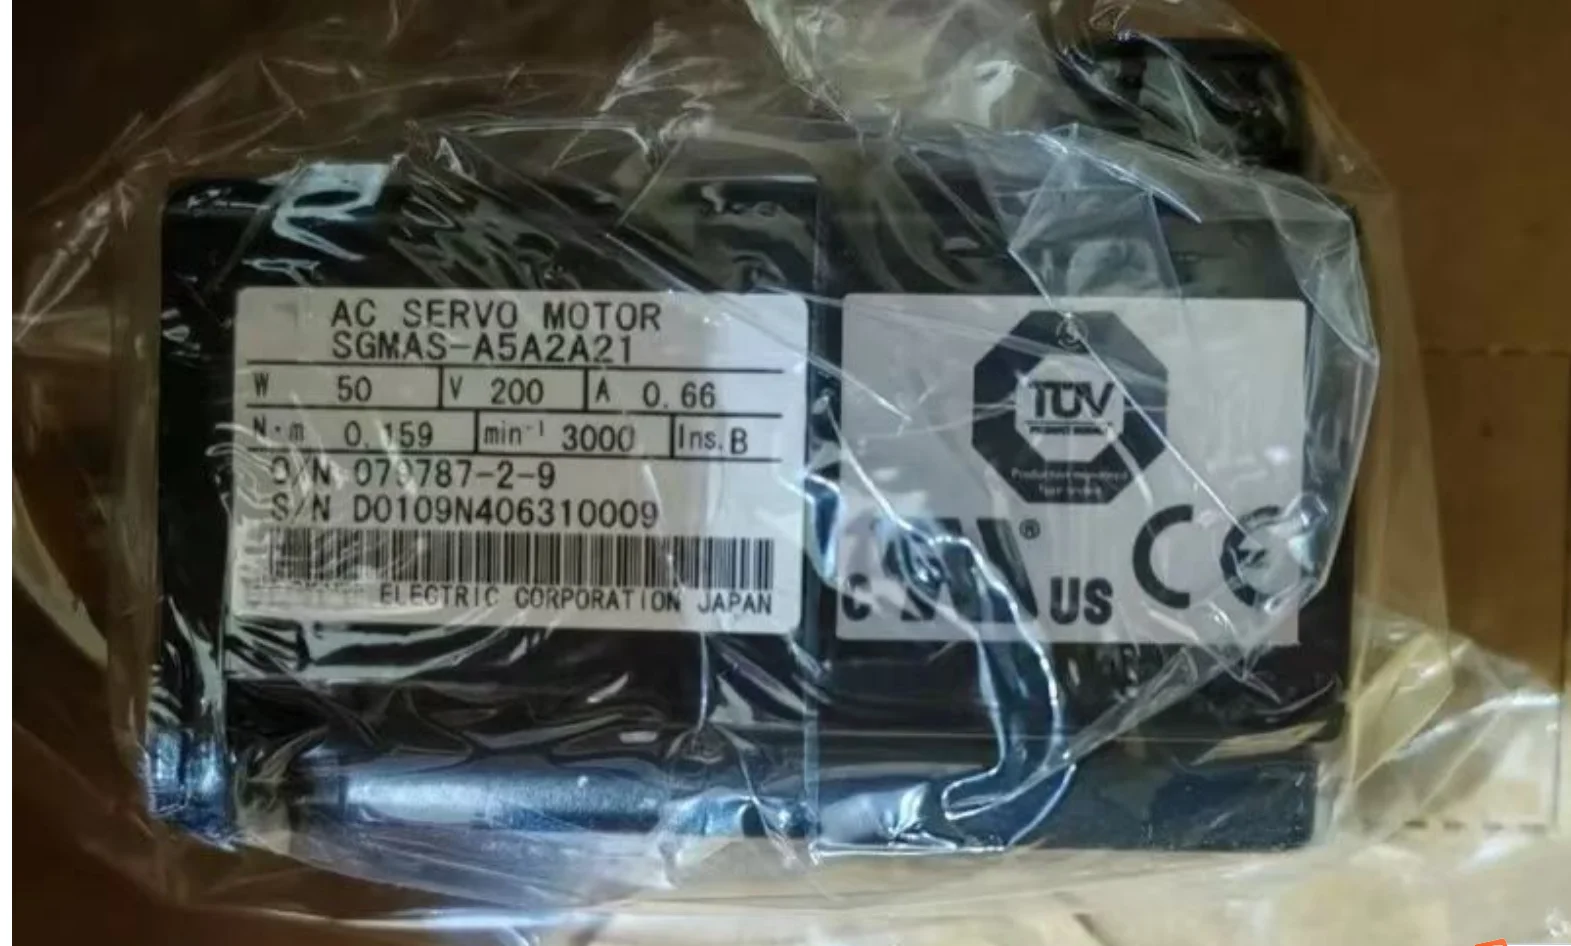 AC SERVO MOTOR
SGMAS-A5A2A21
W 50 V 200 A 0.66
N·m 0.159 min⁻¹ 3000 Ins. B
O/N 079787-2-9
S/N D0109N406310009
ELECTRIC CORPORATION JAPAN
TÜV
®
C US
CE